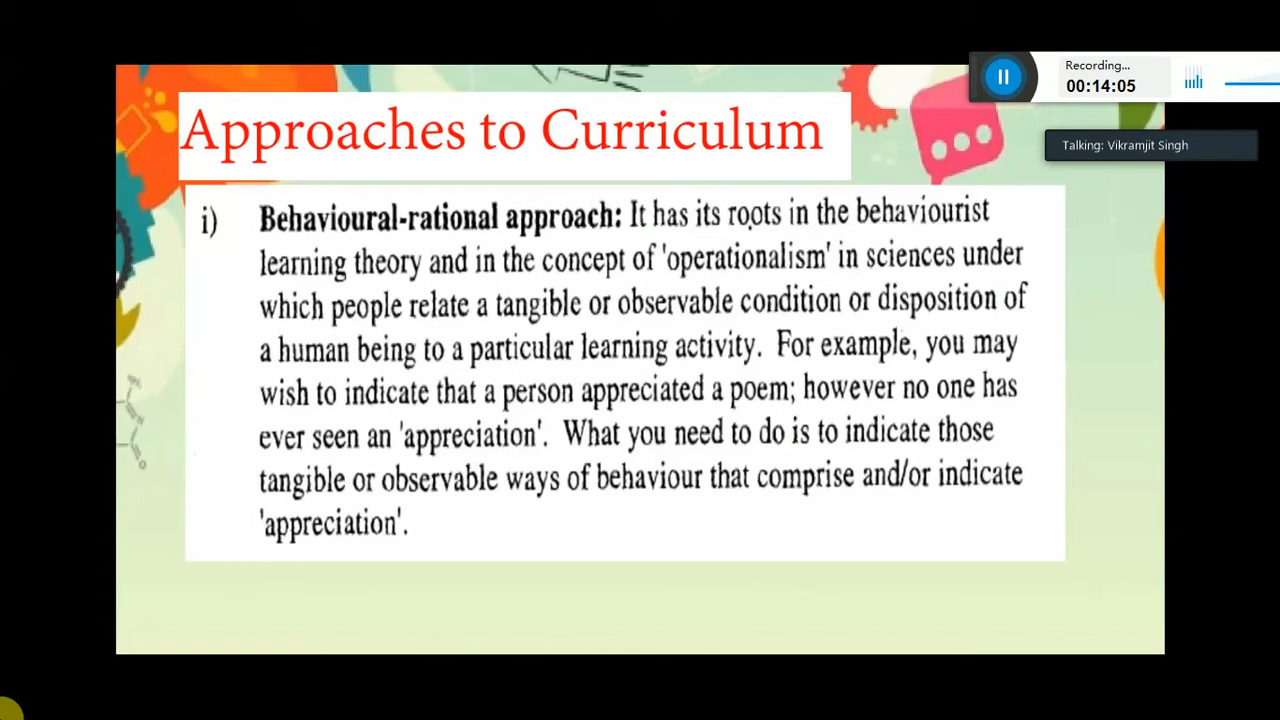 Recording...
00:14:05
Talking: Vikramjit Singh
Approaches to Curriculum
i) Behavioural-rational approach: It has its roots in the behaviourist
learning theory and in the concept of 'operationalism' in sciences under
which people relate a tangible or observable condition or disposition of
a human being to a particular learning activity. For example, you may
wish to indicate that a person appreciated a poem; however no one has
ever seen an 'appreciation'. What you need to do is to indicate those
tangible or observable ways of behaviour that comprise and/or indicate
'appreciation'.